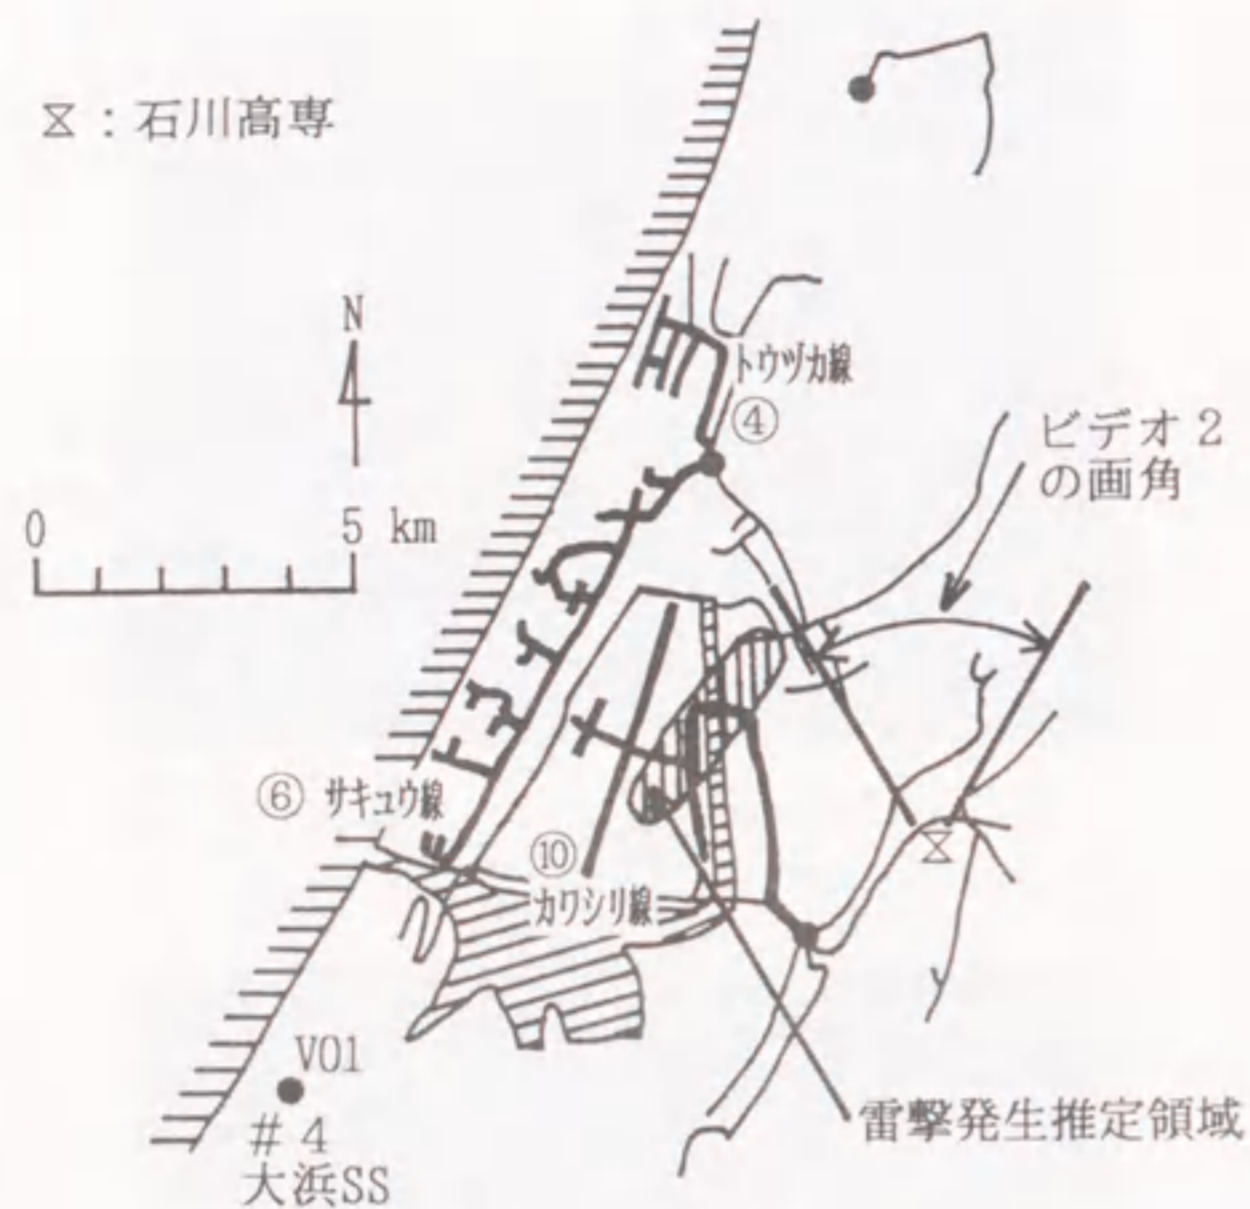 ⧖：石川高専
N
0 5 km
トウヅカ線
④
ビデオ2
の画角
⑥ サキュウ線
⑩
カワシリ線
V01
#4
大浜SS
雷撃発生推定領域